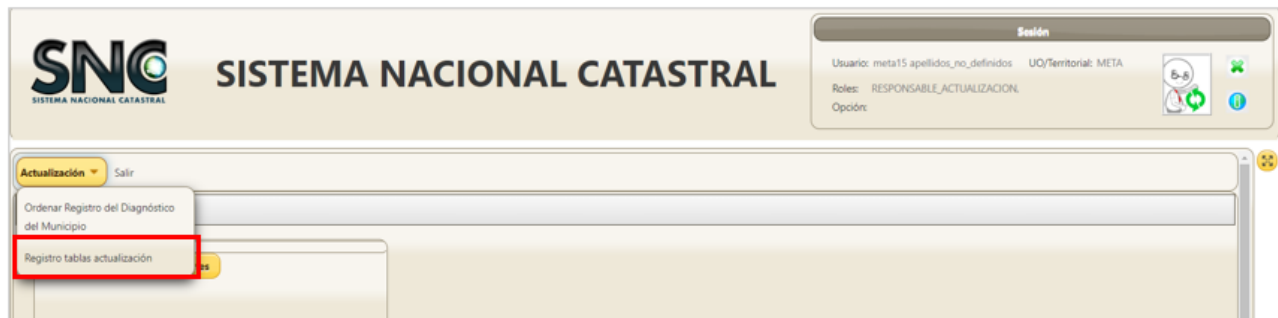 SNC
SISTEMA NACIONAL CATASTRAL
SISTEMA NACIONAL CATASTRAL
Sesión
Usuario: meta15 apellidos_no_definidos UO/Territorial: META
Roles: RESPONSABLE_ACTUALIZACION,
Opción:
Actualización Salir
Ordenar Registro del Diagnóstico
del Municipio
Registro tablas actualización
es